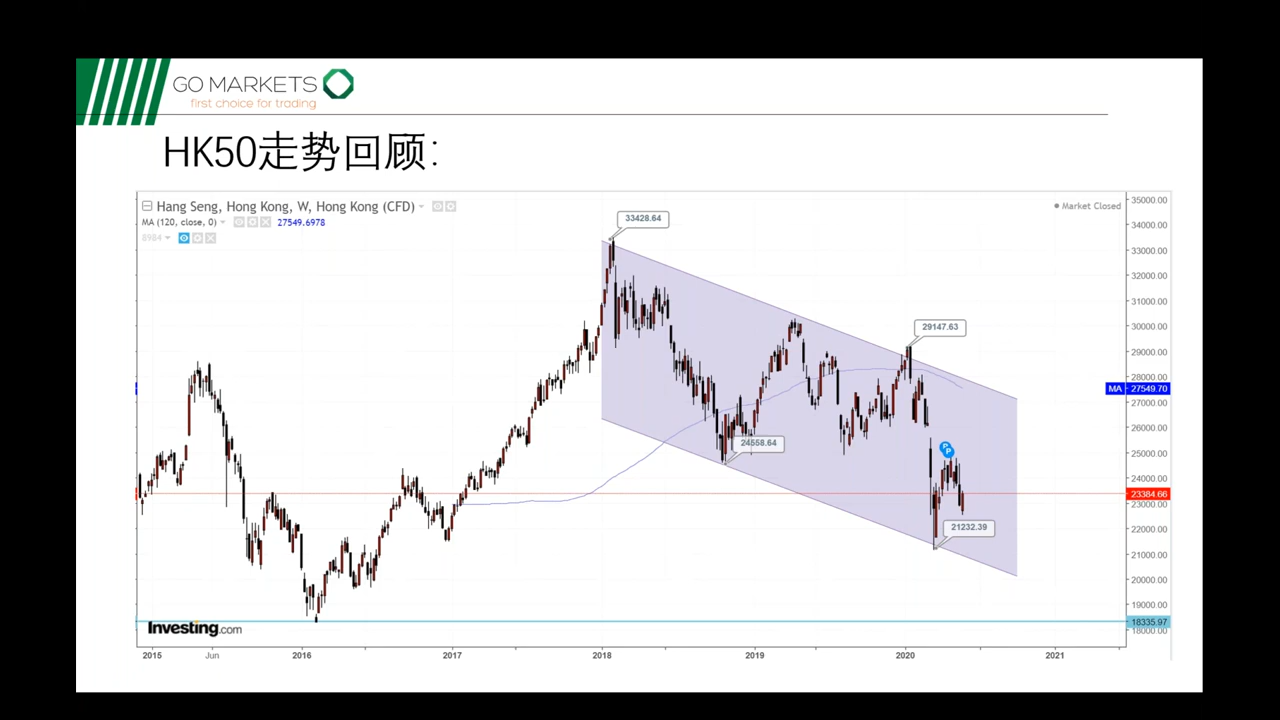 GO MARKETS
first choice for trading
HK50走势回顾:
Hang Seng, Hong Kong, W, Hong Kong (CFD)
Market Closed
MA (120, close, 0)
27549.6978
8984
33428.64
29147.63
24558.64
21232.39
P
P
35000.00
34000.00
33000.00
32000.00
31000.00
30000.00
29000.00
28000.00
MA 27549.70
27000.00
26000.00
25000.00
24000.00
23384.66
23000.00
22000.00
21000.00
20000.00
19000.00
18335.97
18000.00
Investing.com
2015 Jun 2016 2017 2018 2019 2020 2021